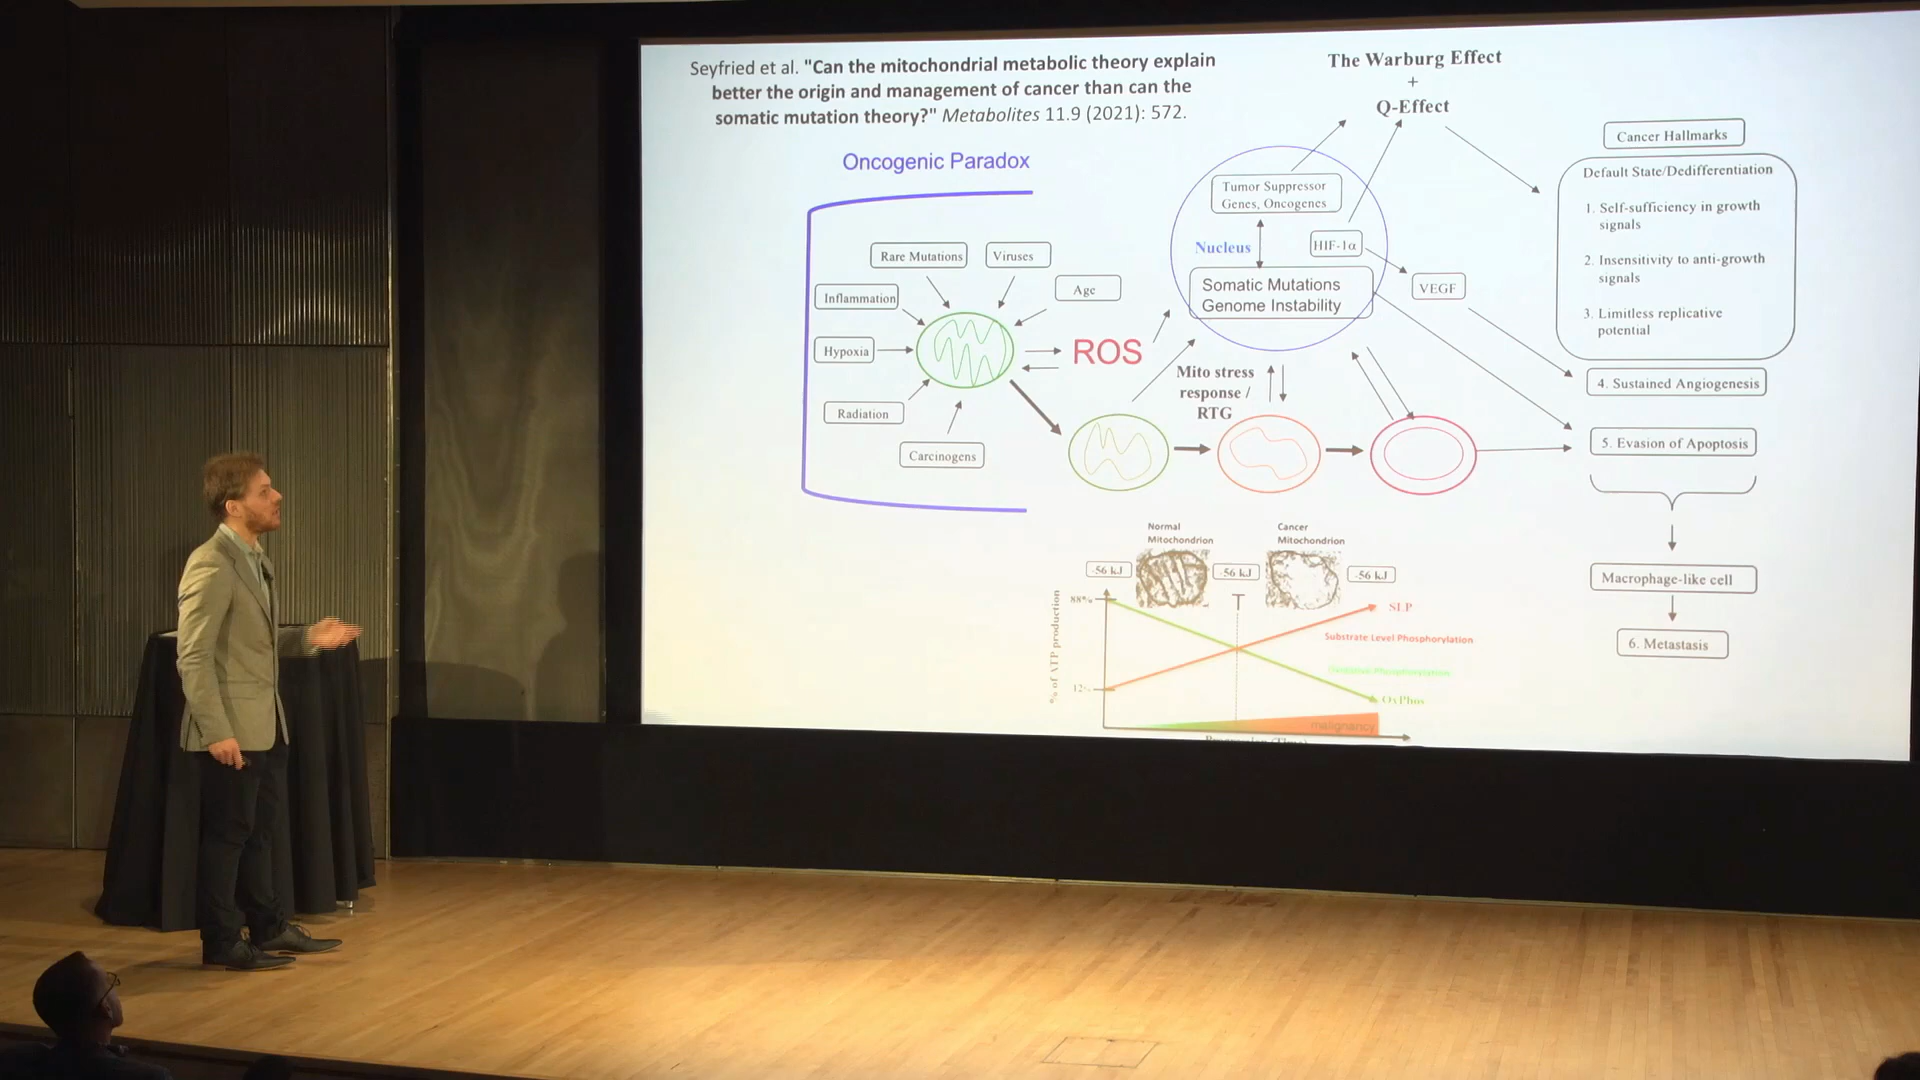 Seyfried et al. "Can the mitochondrial metabolic theory explain
better the origin and management of cancer than can the
somatic mutation theory?" Metabolites 11.9 (2021): 572.
The Warburg Effect
+
Q-Effect
Oncogenic Paradox
Rare Mutations
Viruses
Inflammation
Age
Hypoxia
ROS
Radiation
Carcinogens
Tumor Suppressor
Genes, Oncogenes
Nucleus
HIF-1α
Somatic Mutations
Genome Instability
VEGF
Mito stress
response /
RTG
Cancer Hallmarks
Default State/Dedifferentiation
1. Self-sufficiency in growth
signals
2. Insensitivity to anti-growth
signals
3. Limitless replicative
potential
4. Sustained Angiogenesis
5. Evasion of Apoptosis
Macrophage-like cell
6. Metastasis
Normal
Mitochondrion
Cancer
Mitochondrion
-56 kJ
-56 kJ
-56 kJ
% of ATP production
88%
12%
T
SLP
Substrate Level Phosphorylation
Oxidative Phosphorylation
OxPhos
malignancy